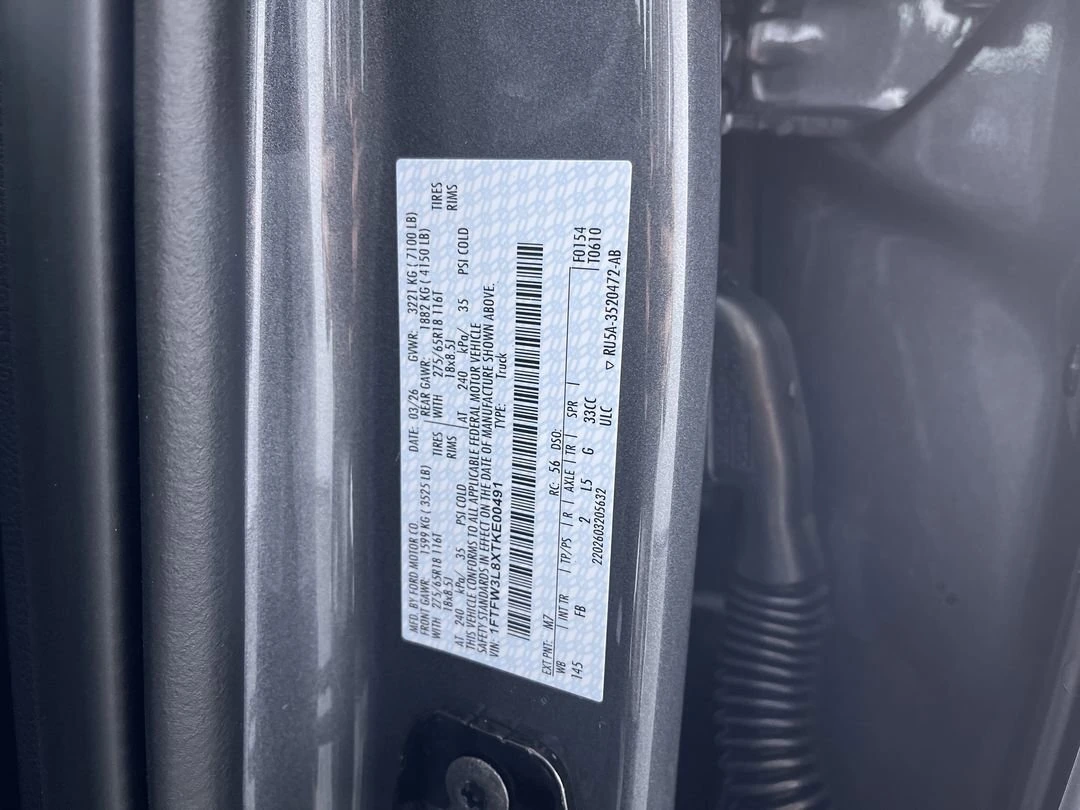 MFD. BY FORD MOTOR CO. DATE: 03/26 GVWR: 3221 KG ( 7100 LB)
FRONT GAWR: 1599 KG ( 3525 LB) REAR GAWR: 1882 KG ( 4150 LB)
WITH 275/65R18 116T TIRES WITH 275/65R18 116T TIRES
18x8.5J RIMS 18x8.5J RIMS
AT 240 kPa/ 35 PSI COLD AT 240 kPa/ 35 PSI COLD
THIS VEHICLE CONFORMS TO ALL APPLICABLE FEDERAL MOTOR VEHICLE
SAFETY STANDARDS IN EFFECT ON THE DATE OF MANUFACTURE SHOWN ABOVE.
VIN: 1FTFW3L8XTKE00491 TYPE: Truck
EXT PNT: M7 RC: 56 DSO: F0154
WB INT TR TP/PS R AXLE TR SPR T0610
145 FB 2 L5 G 33CC
ULC ▽ RU5A-3520472-AB
2202603205632